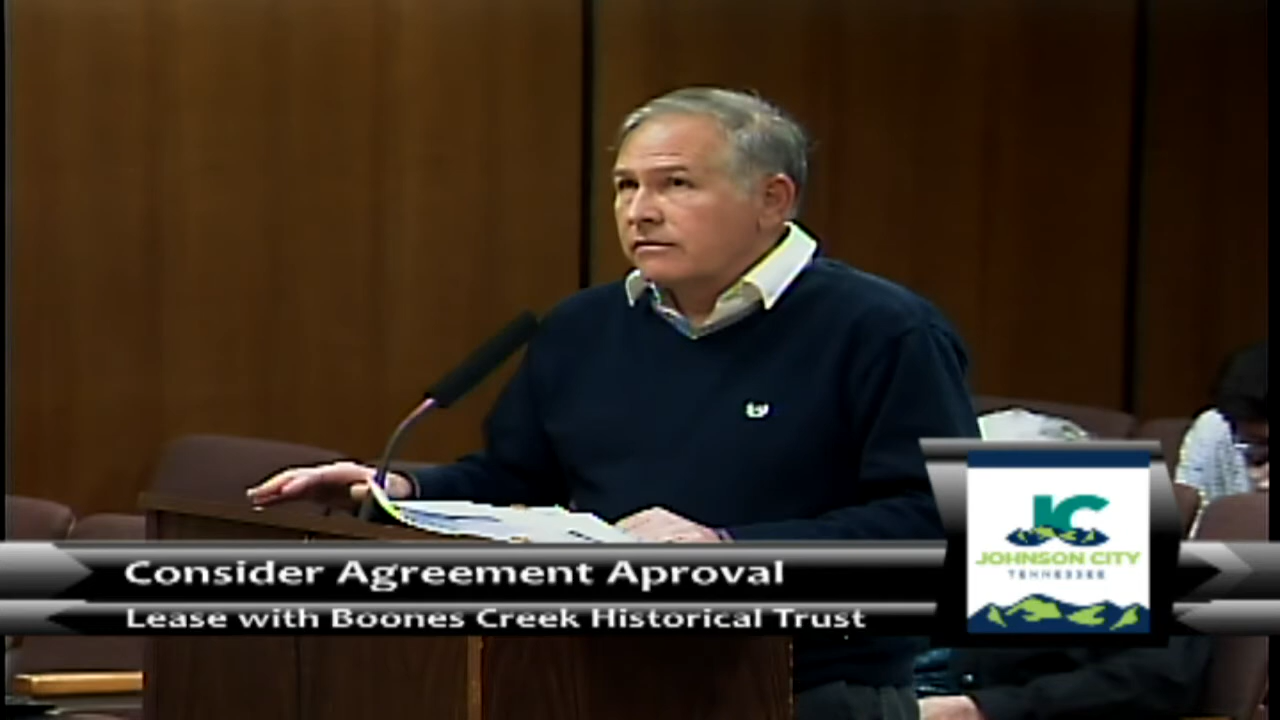 Consider Agreement Aproval
Lease with Boones Creek Historical Trust
JC
JOHNSON CITY
TENNESSEE